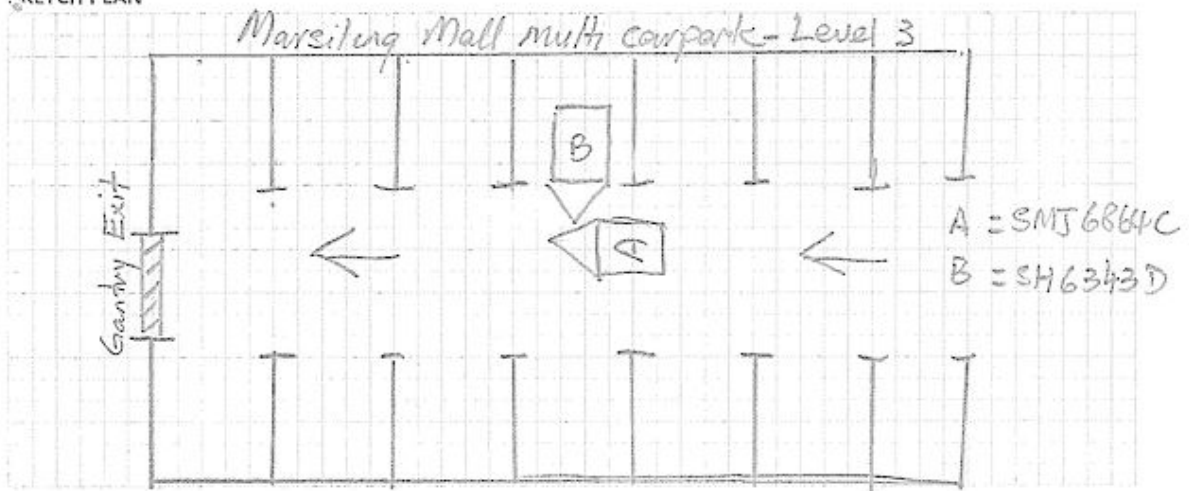 SKETCH PLAN
Marsiling Mall multi carpark - Level 3
B
Gantry Exit
A
A = SMJ6864C
B = SH6343D